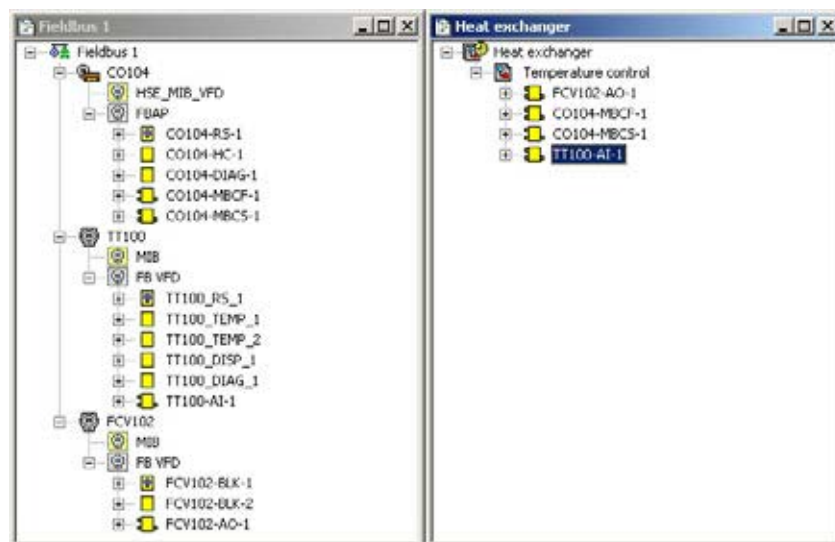 Fieldbus 1
Fieldbus 1
CO104
HSE_MIB_VFD
FBAP
CO104-RS-1
CO104-HC-1
CO104-DIAG-1
CO104-MBCF-1
CO104-MBCS-1
TT100
MIB
FB VFD
TT100_RS_1
TT100_TEMP_1
TT100_TEMP_2
TT100_DISP_1
TT100_DIAG_1
TT100-AI-1
FCV102
MIB
FB VFD
FCV102-BLK-1
FCV102-BLK-2
FCV102-AO-1
Heat exchanger
Heat exchanger
Temperature control
FCV102-AO-1
CO104-MBCF-1
CO104-MBCS-1
TT100-AI-1